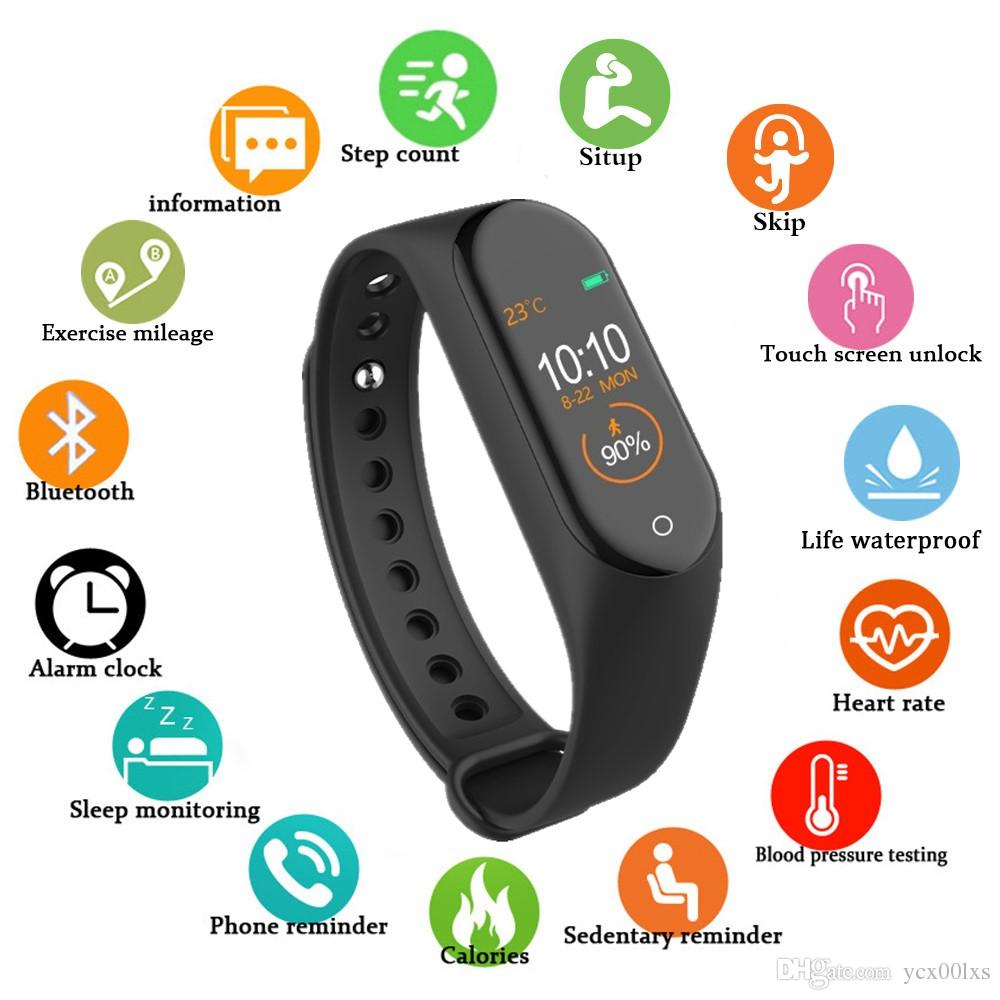 Step count
Situp
information
Skip
A
B
Exercise mileage
23°C
10:10
8-22 MON
90%
Touch screen unlock
Bluetooth
Life waterproof
Alarm clock
Heart rate
Z Z Z
Sleep monitoring
Blood pressure testing
Phone reminder
Calories
Sedentary reminder
DHgate.com ycx00lxs